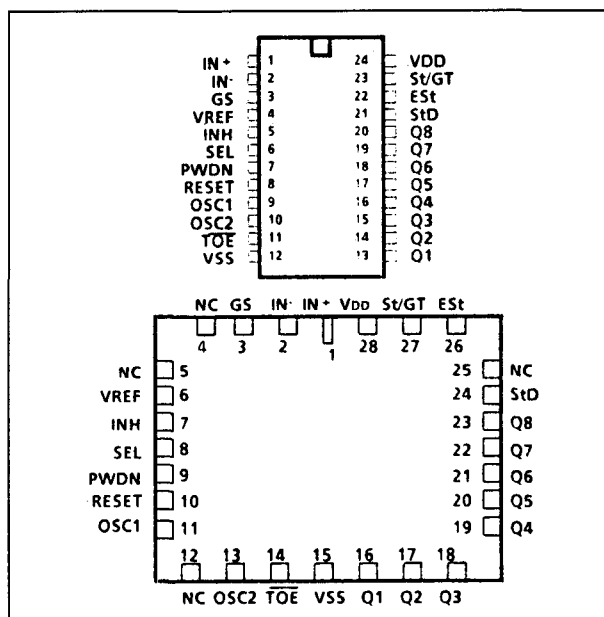 IN+ 1 24 VDD
IN- 2 23 St/GT
GS 3 22 ESt
VREF 4 21 StD
INH 5 20 Q8
SEL 6 19 Q7
PWDN 7 18 Q6
RESET 8 17 Q5
OSC1 9 16 Q4
OSC2 10 15 Q3
TOE 11 14 Q2
VSS 12 13 Q1
NC GS IN- IN+ VDD St/GT ESt
4 3 2 1 28 27 26
NC 5 25 NC
VREF 6 24 StD
INH 7 23 Q8
SEL 8 22 Q7
PWDN 9 21 Q6
RESET 10 20 Q5
OSC1 11 19 Q4
12 13 14 15 16 17 18
NC OSC2 TOE VSS Q1 Q2 Q3